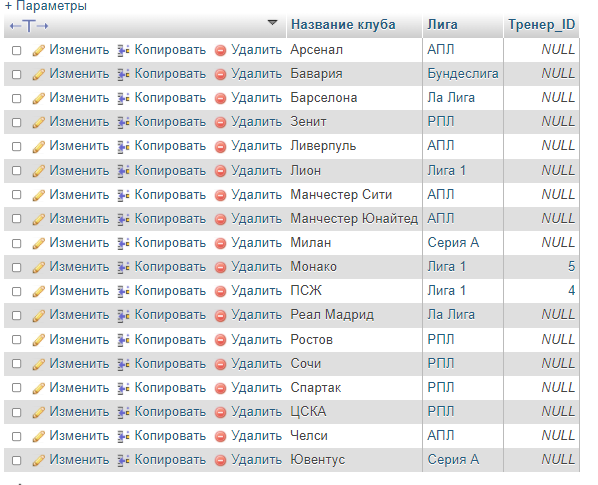 + Параметры
←T→ Название клуба Лига Тренер_ID
Изменить Копировать Удалить Арсенал АПЛ NULL
Изменить Копировать Удалить Бавария Бундеслига NULL
Изменить Копировать Удалить Барселона Ла Лига NULL
Изменить Копировать Удалить Зенит РПЛ NULL
Изменить Копировать Удалить Ливерпуль АПЛ NULL
Изменить Копировать Удалить Лион Лига 1 NULL
Изменить Копировать Удалить Манчестер Сити АПЛ NULL
Изменить Копировать Удалить Манчестер Юнайтед АПЛ NULL
Изменить Копировать Удалить Милан Серия А NULL
Изменить Копировать Удалить Монако Лига 1 5
Изменить Копировать Удалить ПСЖ Лига 1 4
Изменить Копировать Удалить Реал Мадрид Ла Лига NULL
Изменить Копировать Удалить Ростов РПЛ NULL
Изменить Копировать Удалить Сочи РПЛ NULL
Изменить Копировать Удалить Спартак РПЛ NULL
Изменить Копировать Удалить ЦСКА РПЛ NULL
Изменить Копировать Удалить Челси АПЛ NULL
Изменить Копировать Удалить Ювентус Серия А NULL